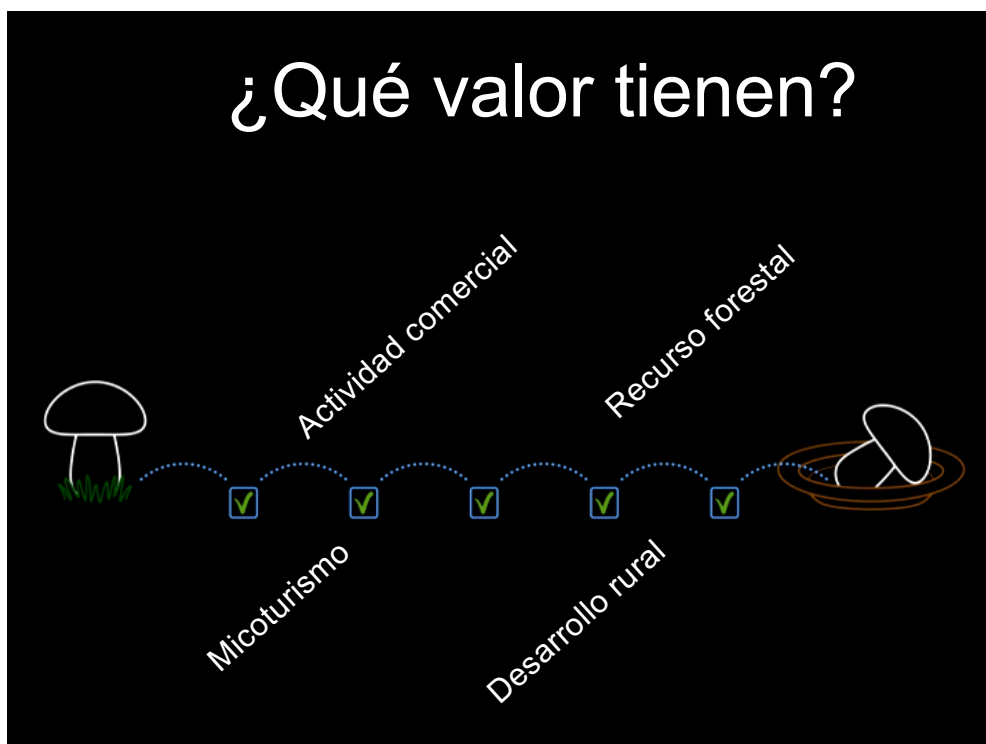 ¿Qué valor tienen?
Actividad comercial
Recurso forestal
Micoturismo
Desarrollo rural